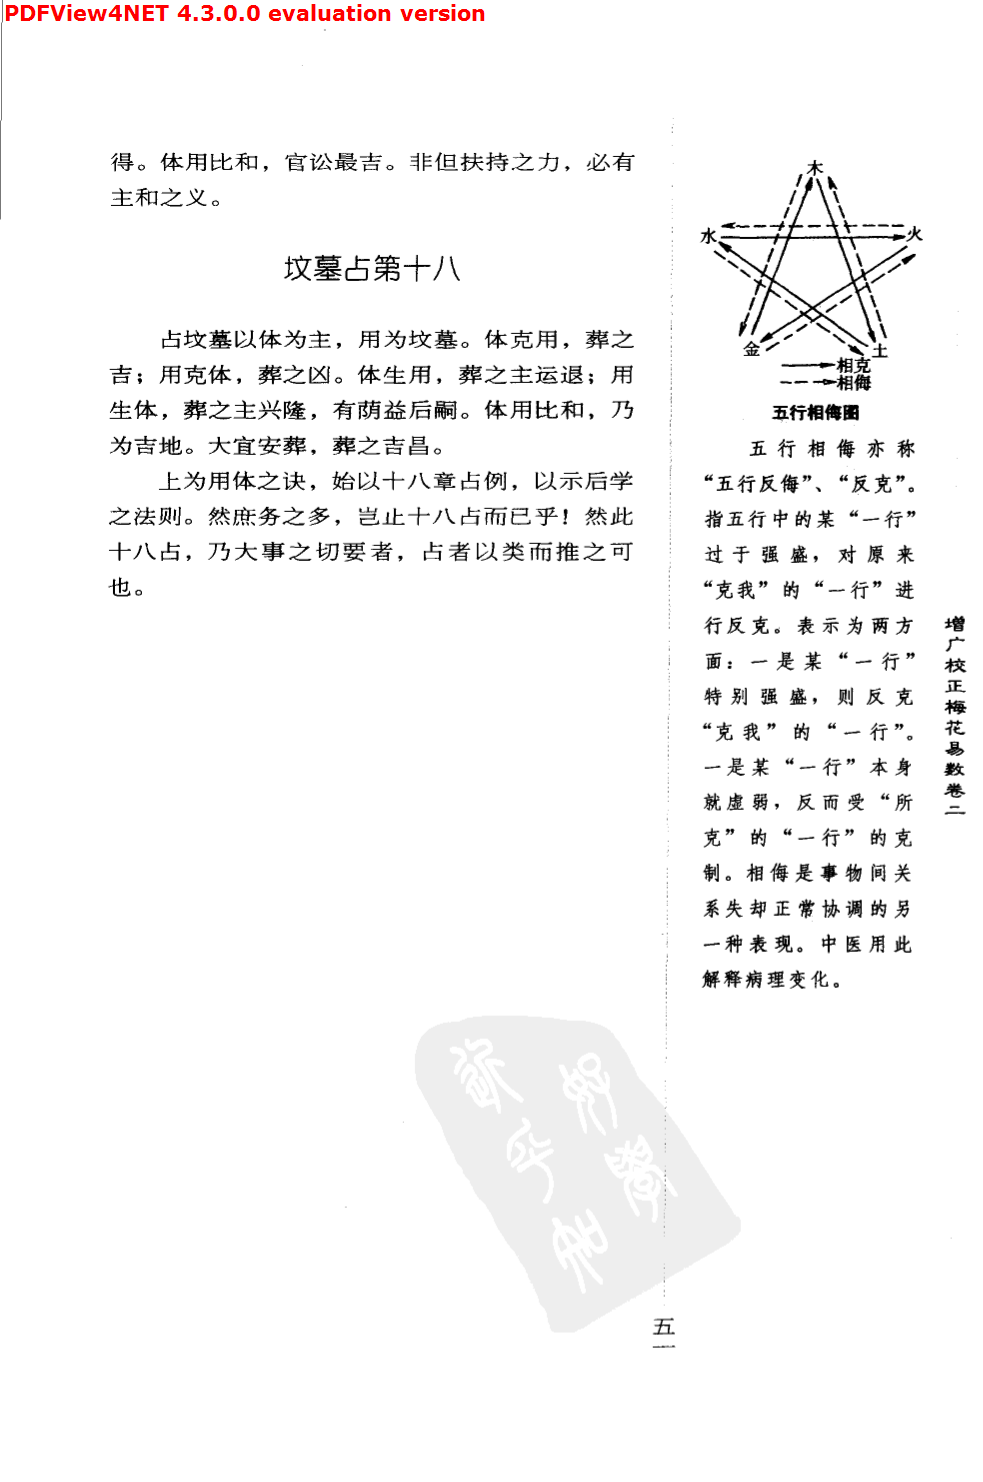 PDFView4NET 4.3.0.0 evaluation version
得。体用比和，官讼最吉。非但扶持之力，必有
主和之义。
坟墓占第十八
占坟墓以体为主，用为坟墓。体克用，葬之
吉；用克体，葬之凶。体生用，葬之主运退；用
生体，葬之主兴隆，有荫益后嗣。体用比和，乃
为吉地。大宜安葬，葬之吉昌。
上为用体之诀，始以十八章占例，以示后学
之法则。然庶务之多，岂止十八占而已乎！然此
十八占，乃大事之切要者，占者以类而推之可
也。
木
水
火
金
土
相克
相侮
五行相侮图
五行相侮亦称
“五行反侮”、“反克”。
指五行中的某“一行”
过于强盛，对原来
“克我”的“一行”进
行反克。表示为两方
面：一是某“一行”
特别强盛，则反克
“克我”的“一行”。
一是某“一行”本身
就虚弱，反而受“所
克”的“一行”的克
制。相侮是事物间关
系失却正常协调的另
一种表现。中医用此
解释病理变化。
增广校正梅花易数卷二
五一